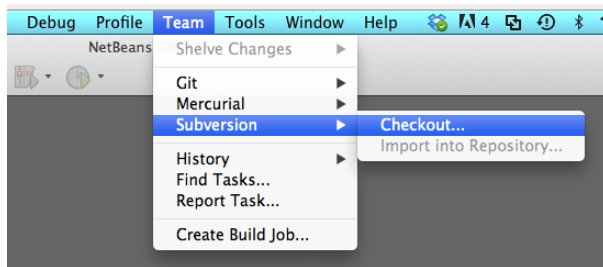 Debug Profile Team Tools Window Help 4
NetBeans
Shelve Changes
Git
Mercurial
Subversion
Checkout...
Import into Repository...
History
Find Tasks...
Report Task...
Create Build Job...